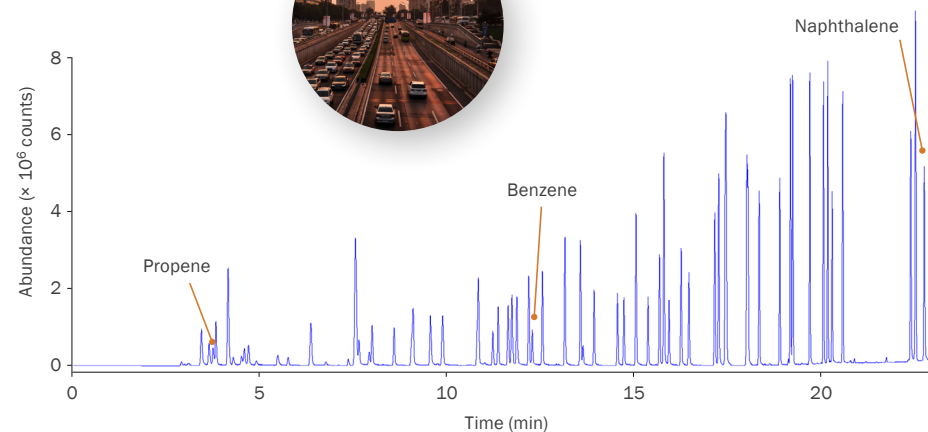 Naphthalene
8
6
Abundance (× 10⁶ counts)
Benzene
4
Propene
2
0
0 5 10 15 20
Time (min)